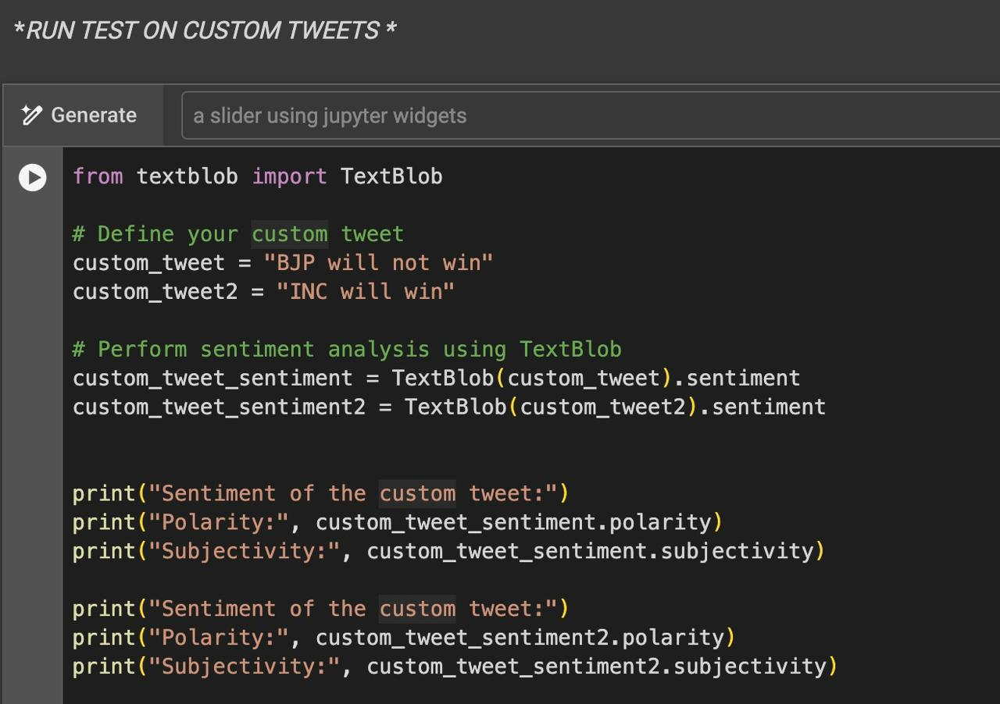 *RUN TEST ON CUSTOM TWEETS *
Generate
a slider using jupyter widgets
from textblob import TextBlob
# Define your custom tweet
custom_tweet = "BJP will not win"
custom_tweet2 = "INC will win"
# Perform sentiment analysis using TextBlob
custom_tweet_sentiment = TextBlob(custom_tweet).sentiment
custom_tweet_sentiment2 = TextBlob(custom_tweet2).sentiment
print("Sentiment of the custom tweet:")
print("Polarity:", custom_tweet_sentiment.polarity)
print("Subjectivity:", custom_tweet_sentiment.subjectivity)
print("Sentiment of the custom tweet:")
print("Polarity:", custom_tweet_sentiment2.polarity)
print("Subjectivity:", custom_tweet_sentiment2.subjectivity)